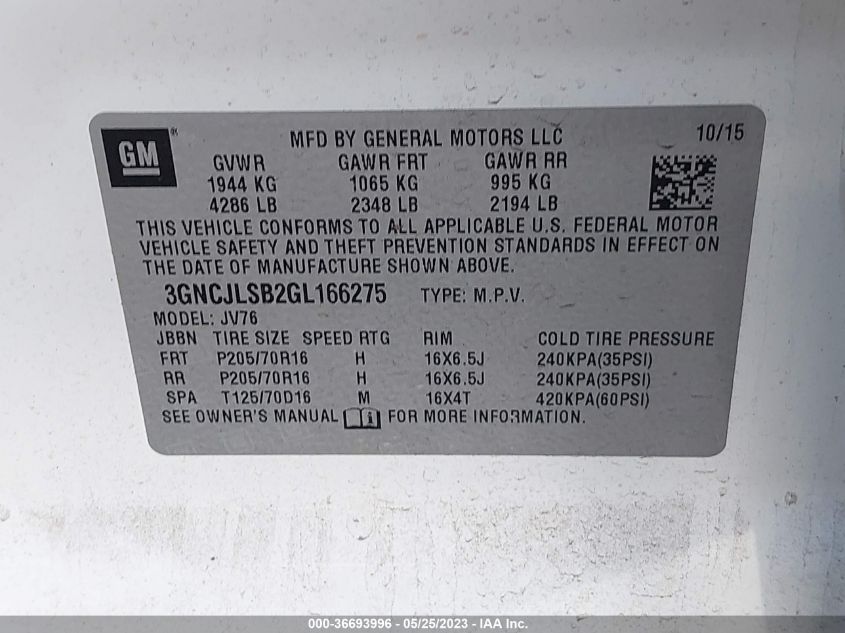 GM
®
MFD BY GENERAL MOTORS LLC 10/15
GVWR GAWR FRT GAWR RR
1944 KG 1065 KG 995 KG
4286 LB 2348 LB 2194 LB
THIS VEHICLE CONFORMS TO ALL APPLICABLE U.S. FEDERAL MOTOR
VEHICLE SAFETY AND THEFT PREVENTION STANDARDS IN EFFECT ON
THE DATE OF MANUFACTURE SHOWN ABOVE.
3GNCJLSB2GL166275 TYPE: M.P.V.
MODEL: JV76
JBBN TIRE SIZE SPEED RTG RIM COLD TIRE PRESSURE
FRT P205/70R16 H 16X6.5J 240KPA(35PSI)
RR P205/70R16 H 16X6.5J 240KPA(35PSI)
SPA T125/70D16 M 16X4T 420KPA(60PSI)
SEE OWNER'S MANUAL i FOR MORE INFORMATION.
000-36693996 - 05/25/2023 - IAA Inc.